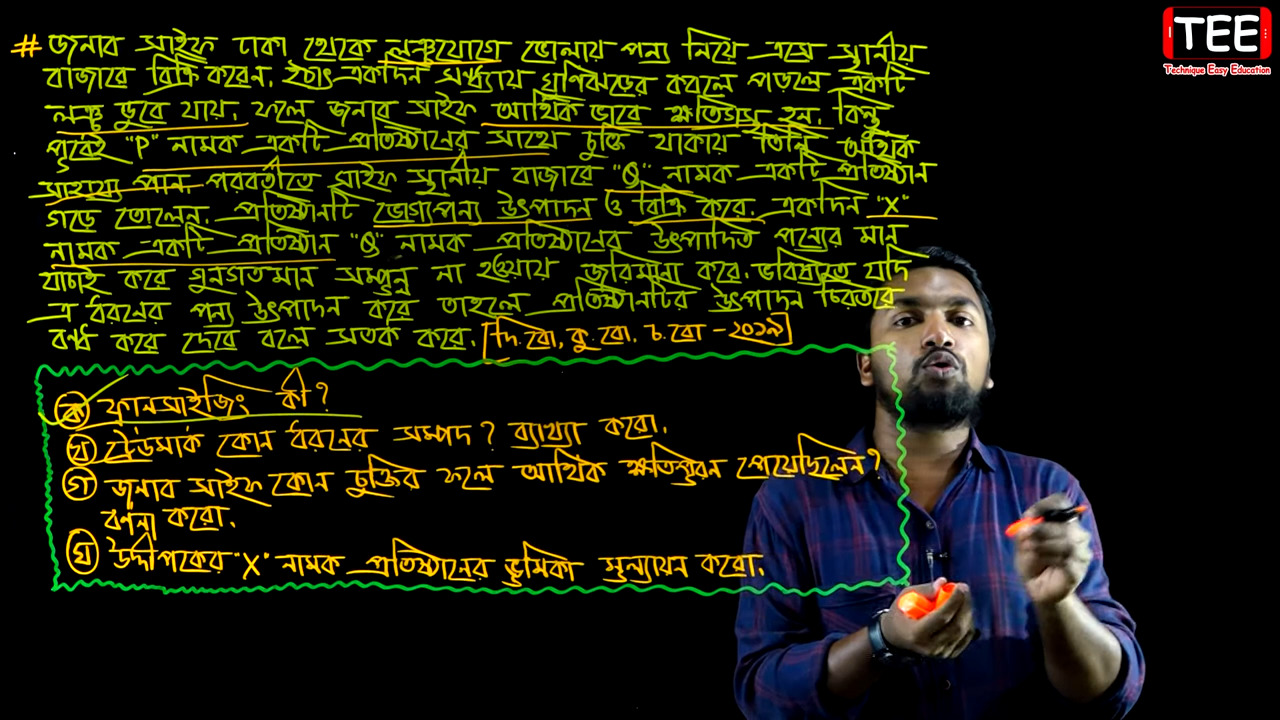 TEE
Technique Easy Education
# জনাব সাইফ ঢাকা থেকে লঞ্চযোগে ভোলায় পন্য নিয়ে এসে স্থানীয়
বাজারে বিক্রি করেন. হঠাৎ একদিন সন্ধ্যায় ঘূর্ণিঝড়ের কবলে পড়লে একটি
লঞ্চ ডুবে যায়. ফলে জনাব সাইফ আর্থিক ভাবে ক্ষতিগ্রস্থ হন. কিন্তু
পূর্বেই "P" নামক একটি প্রতিষ্ঠানের সাথে চুক্তি থাকায় তিনি আর্থিক
সাহায্য পান. পরবর্তীতে সাইফ স্থানীয় বাজারে "Q" নামক একটি প্রতিষ্ঠান
গড়ে তোলেন. প্রতিষ্ঠানটি ভোগ্যপন্য উৎপাদন ও বিক্রি করে. একদিন "X"
নামক একটি প্রতিষ্ঠান "Q" নামক প্রতিষ্ঠানের উৎপাদিত পন্যের মান
যাচাই করে গুনগতমান সম্পন্ন না হওয়ায় জরিমানা করে. ভবিষ্যতে যদি
এ ধরনের পন্য উৎপাদন করে তাহলে প্রতিষ্ঠানটির উৎপাদন চিরতরে
বন্ধ করে দেবে বলে সতর্ক করে. [দি. বো, কু. বো. চ. বো - ২০১৯]
ক ফ্রানসাইজিং কী?
খ ট্রেডমার্ক কোন ধরনের সম্পদ? ব্যাখ্যা করো.
গ জনাব সাইফ কোন চুক্তির ফলে আর্থিক ক্ষতিপূরন পেয়েছিলেন?
বর্ণনা করো.
ঘ উদ্দীপকের "X" নামক প্রতিষ্ঠানের ভূমিকা মূল্যায়ন করো.